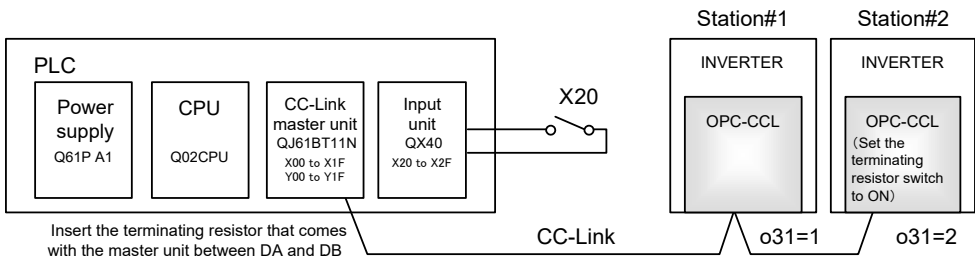 Station#1
Station#2
PLC
Power
supply
Q61P A1
CPU
Q02CPU
CC-Link
master unit
QJ61BT11N
X00 to X1F
Y00 to Y1F
Input
unit
QX40
X20 to X2F
X20
INVERTER
OPC-CCL
INVERTER
OPC-CCL
(Set the
terminating
resistor switch
to ON)
Insert the terminating resistor that comes
with the master unit between DA and DB
CC-Link
o31=1
o31=2